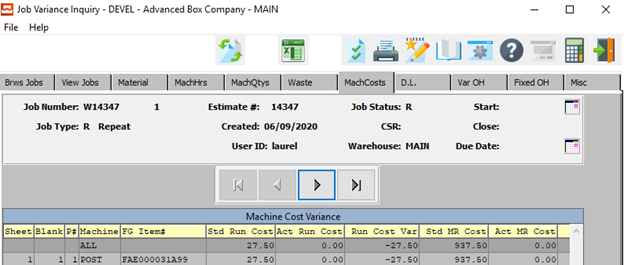 Job Variance Inquiry - DEVEL - Advanced Box Company - MAIN
File Help
Brws Jobs View Jobs Material MachHrs MachQtys Waste MachCosts D.L. Var OH Fixed OH Misc
Job Number: W14347 1 Estimate #: 14347 Job Status: R Start:
Job Type: R Repeat Created: 06/09/2020 CSR: Close:
User ID: laurel Warehouse: MAIN Due Date:
Machine Cost Variance
Sheet Blank P# Machine FG Item# Std Run Cost Act Run Cost Run Cost Var Std MR Cost Act MR Cost
ALL 27.50 0.00 -27.50 937.50 0.00
1 1 1 POST FAE000031A99 27.50 0.00 -27.50 937.50 0.00